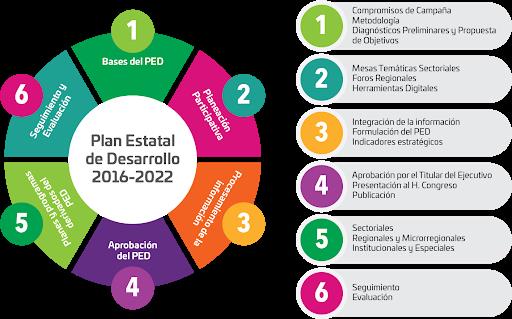 1
Bases del PED
2
Planeación
Participativa
3
Procesamiento de la
información
4
Aprobación
del PED
5
Planes y programas
derivados del
PED
6
Seguimiento y
Evaluación
Plan Estatal
de Desarrollo
2016-2022
1
Compromisos de Campaña
Metodología
Diagnósticos Preliminares y Propuesta
de Objetivos
2
Mesas Temáticas Sectoriales
Foros Regionales
Herramientas Digitales
3
Integración de la información
Formulación del PED
Indicadores estratégicos
4
Aprobación por el Titular del Ejecutivo
Presentación al H. Congreso
Publicación
5
Sectoriales
Regionales y Microrregionales
Institucionales y Especiales
6
Seguimiento
Evaluación